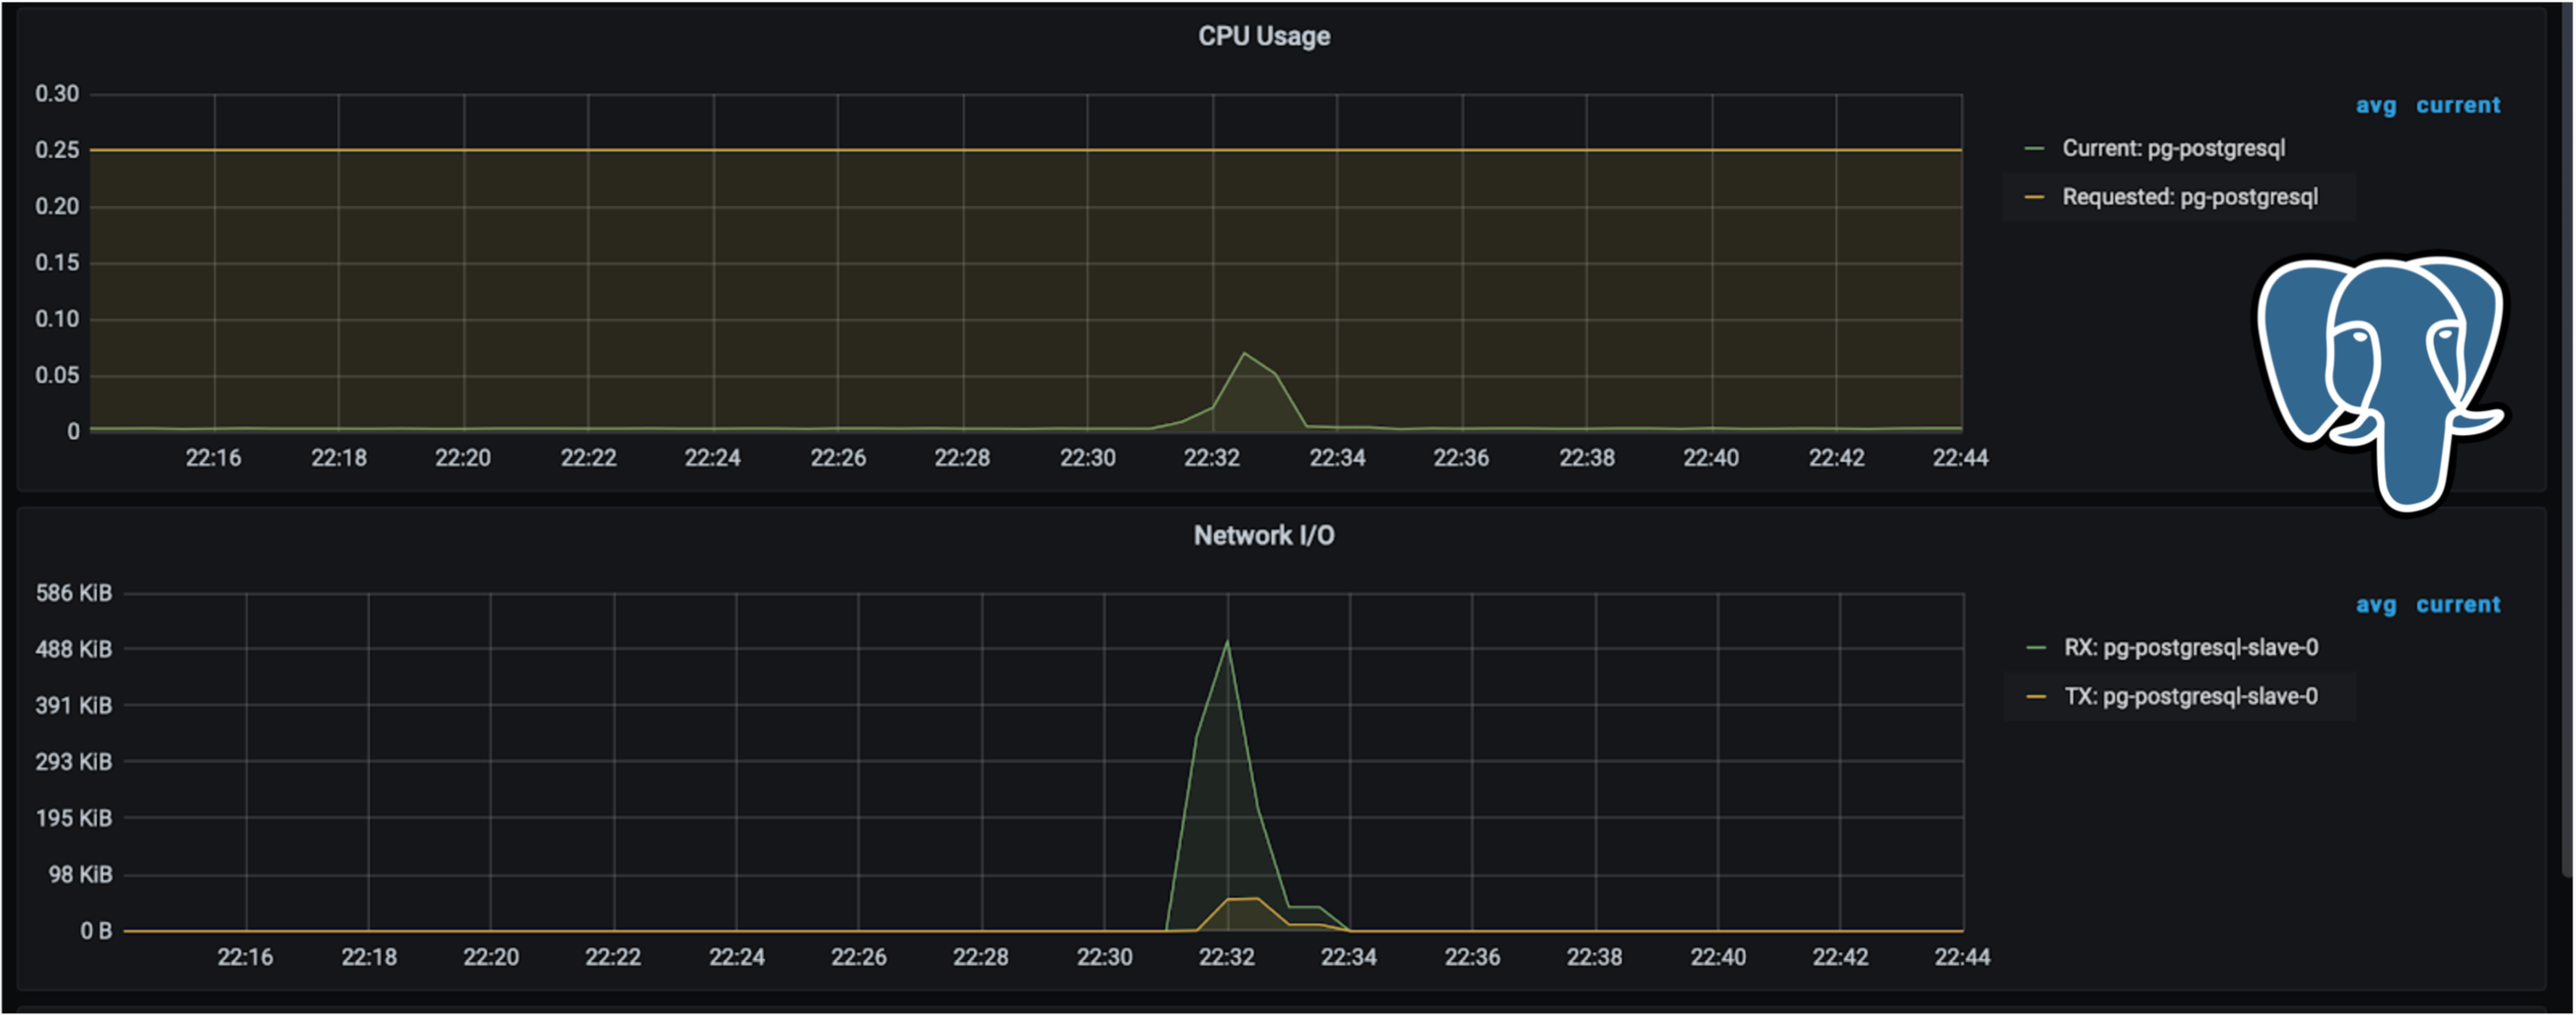 CPU Usage
0.30
0.25
0.20
0.15
0.10
0.05
0
22:16 22:18 22:20 22:22 22:24 22:26 22:28 22:30 22:32 22:34 22:36 22:38 22:40 22:42 22:44
avg current
Current: pg-postgresql
Requested: pg-postgresql
Network I/O
586 KiB
488 KiB
391 KiB
293 KiB
195 KiB
98 KiB
0 B
22:16 22:18 22:20 22:22 22:24 22:26 22:28 22:30 22:32 22:34 22:36 22:38 22:40 22:42 22:44
avg current
RX: pg-postgresql-slave-0
TX: pg-postgresql-slave-0